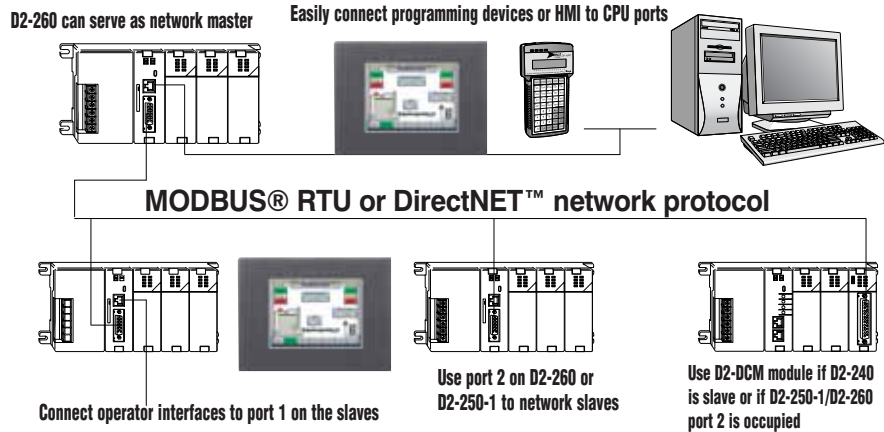 D2-260 can serve as network master
Easily connect programming devices or HMI to CPU ports
MODBUS® RTU or DirectNET™ network protocol
Connect operator interfaces to port 1 on the slaves
Use port 2 on D2-260 or
D2-250-1 to network slaves
Use D2-DCM module if D2-240
is slave or if D2-250-1/D2-260
port 2 is occupied